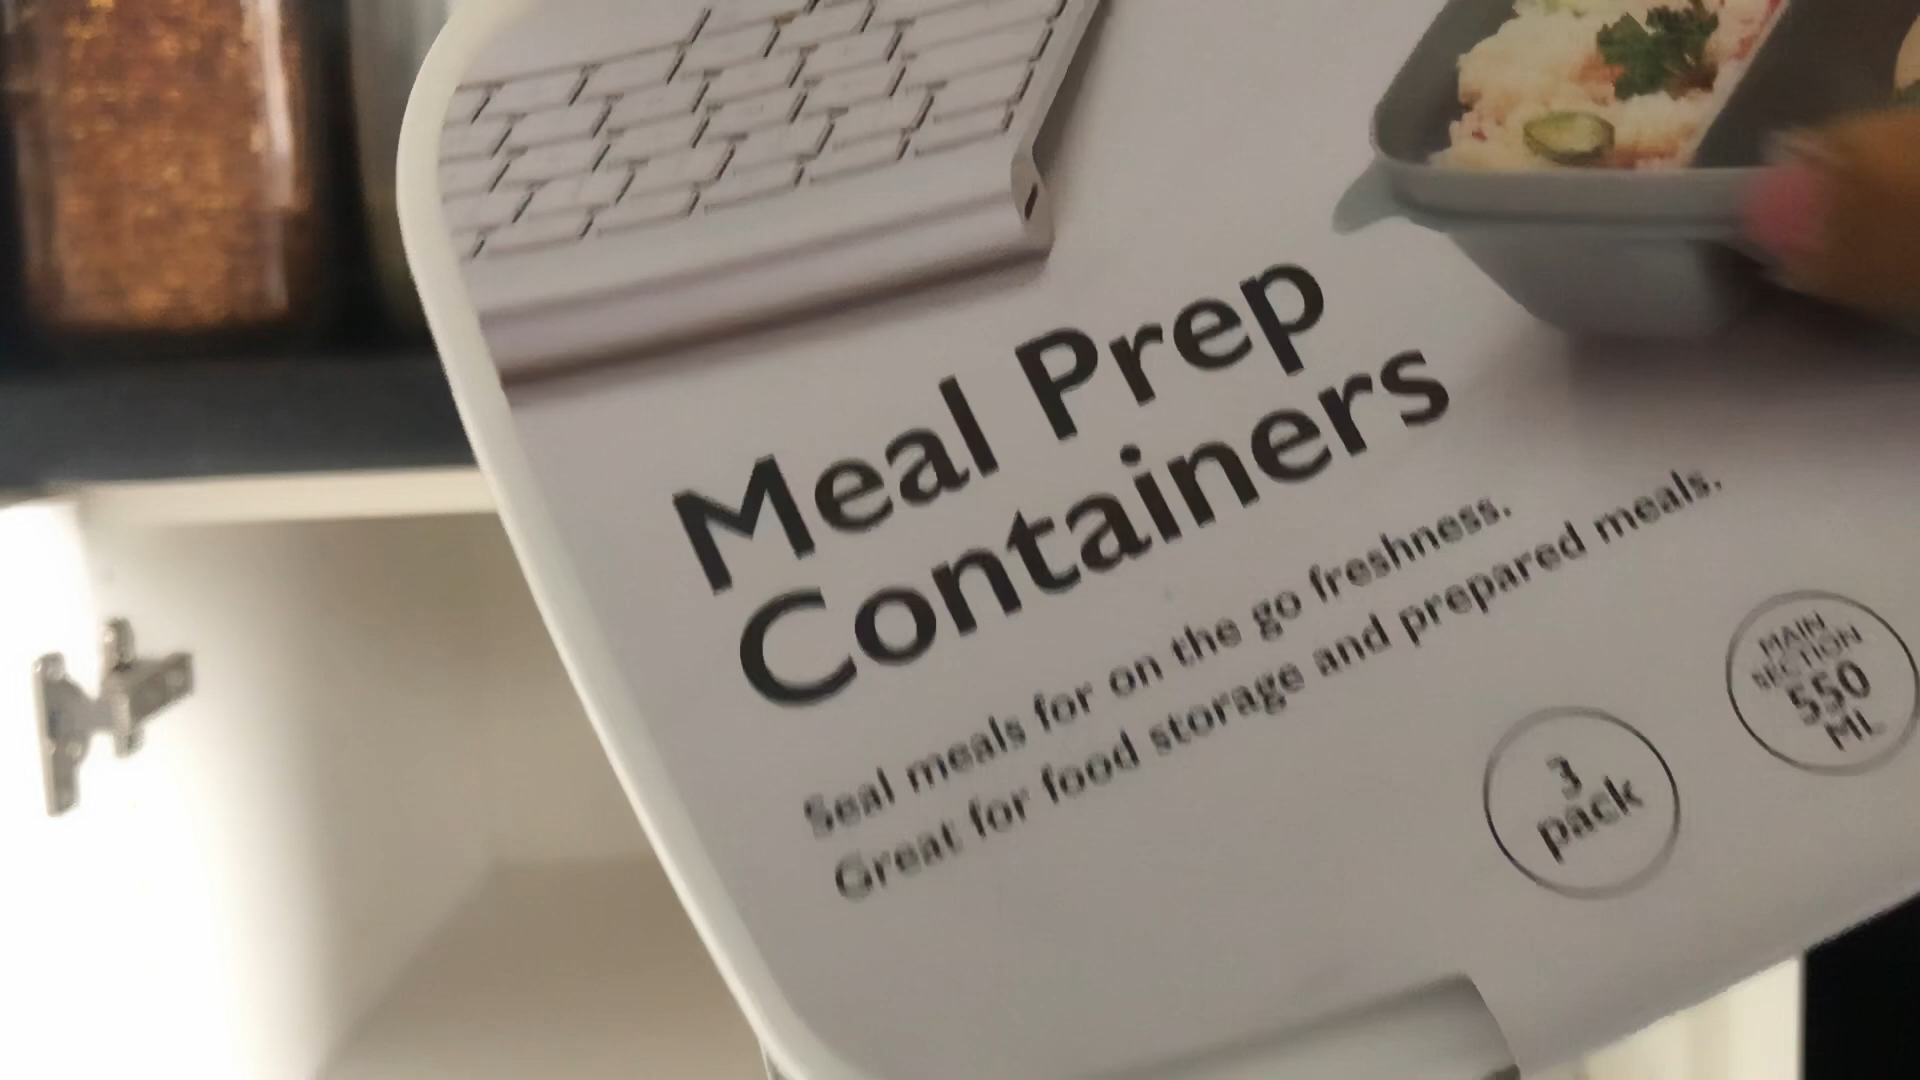 Meal Prep
Containers
Seal meals for on the go freshness.
Great for food storage and prepared meals.
3
pack
MAIN
SECTION
550
ML